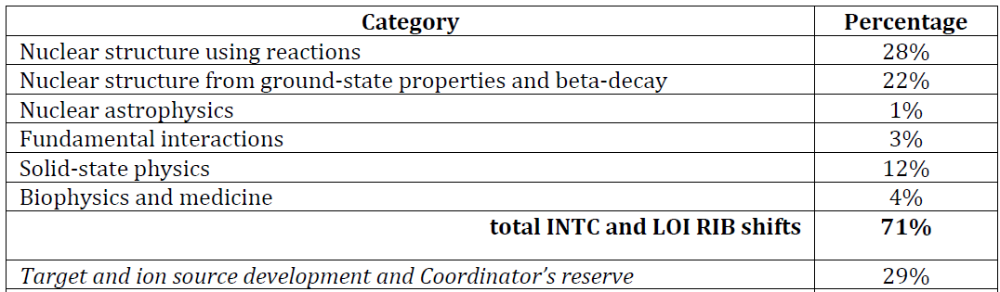 Category Percentage
Nuclear structure using reactions 28%
Nuclear structure from ground-state properties and beta-decay 22%
Nuclear astrophysics 1%
Fundamental interactions 3%
Solid-state physics 12%
Biophysics and medicine 4%
total INTC and LOI RIB shifts 71%
Target and ion source development and Coordinator’s reserve 29%